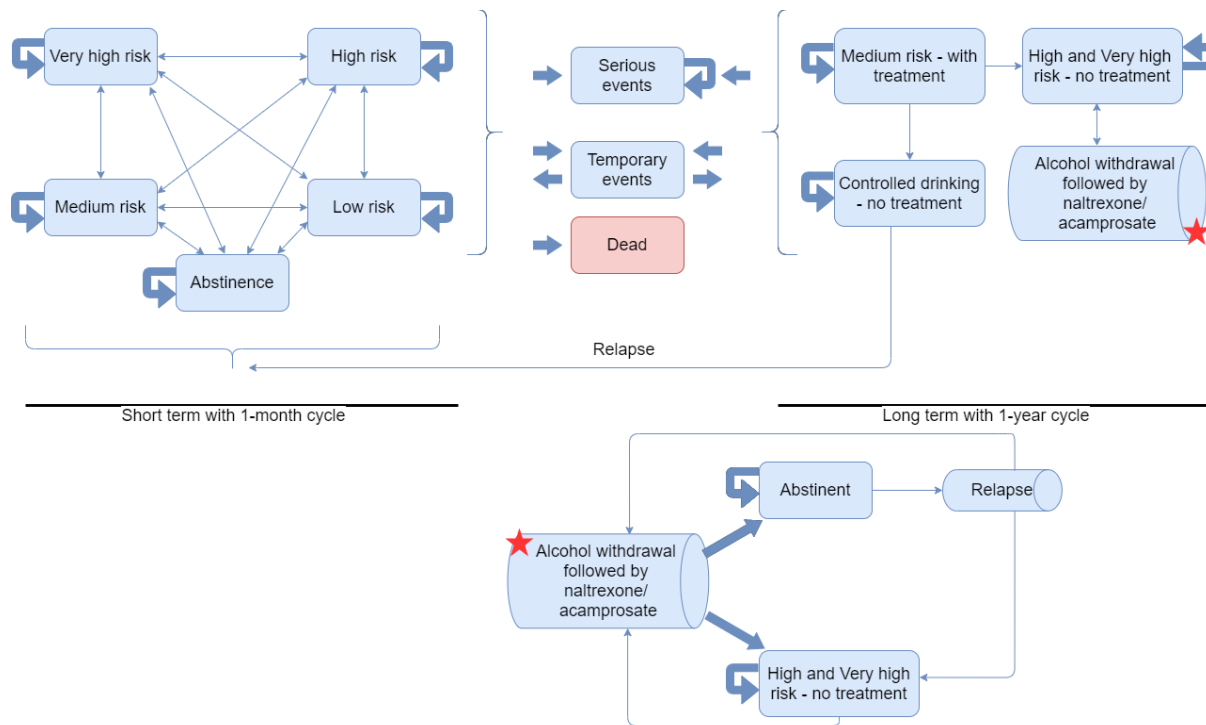 Very high risk
High risk
Medium risk
Low risk
Abstinence
Serious
events
Temporary
events
Dead
Medium risk - with
treatment
High and Very high
risk - no treatment
Controlled drinking
- no treatment
Alcohol withdrawal
followed by
naltrexone/
acamprosate
Relapse
Short term with 1-month cycle
Long term with 1-year cycle
Abstinent
Relapse
Alcohol withdrawal
followed by
naltrexone/
acamprosate
High and Very high
risk - no treatment